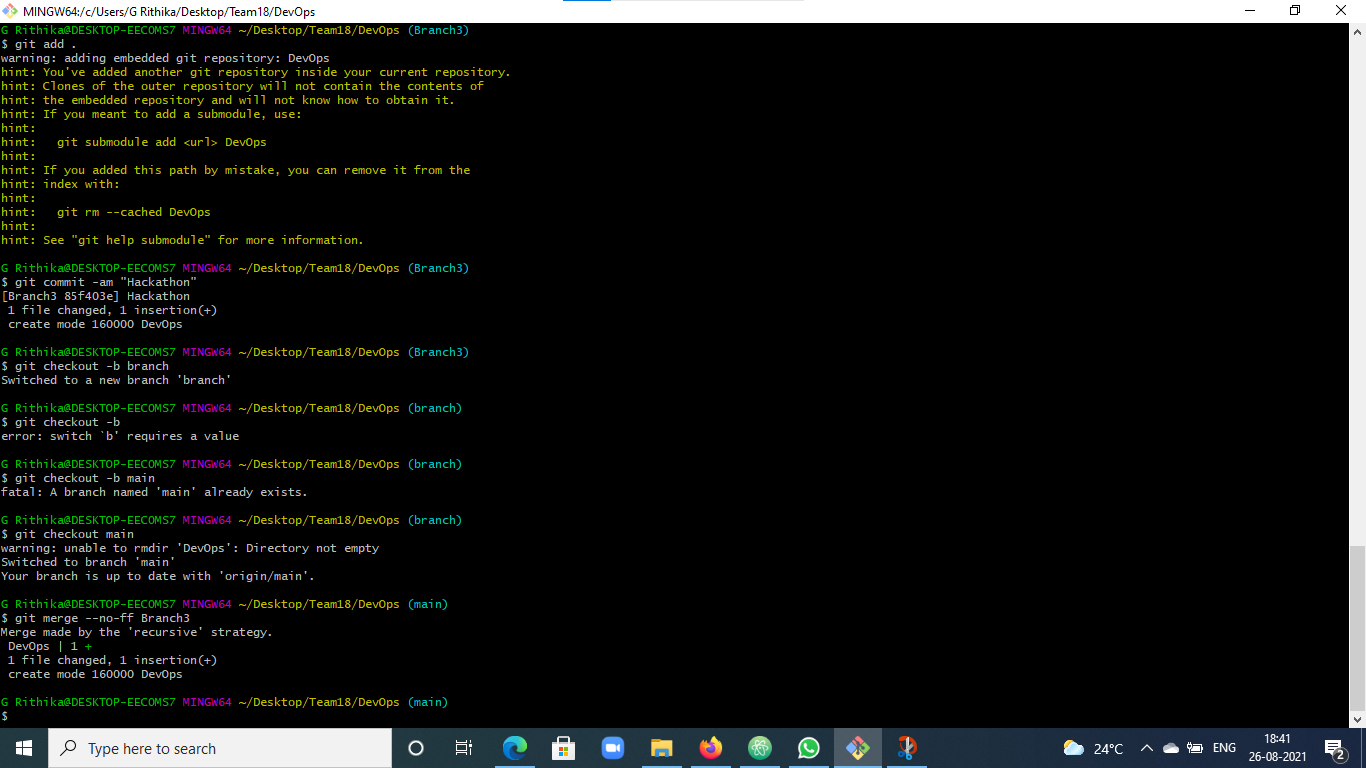 MINGW64:/c/Users/G Rithika/Desktop/Team18/DevOps
G Rithika@DESKTOP-EECOMS7 MINGW64 ~/Desktop/Team18/DevOps (Branch3)
$ git add .
warning: adding embedded git repository: DevOps
hint: You've added another git repository inside your current repository.
hint: Clones of the outer repository will not contain the contents of
hint: the embedded repository and will not know how to obtain it.
hint: If you meant to add a submodule, use:
hint:
hint:   git submodule add <url> DevOps
hint:
hint: If you added this path by mistake, you can remove it from the
hint: index with:
hint:
hint:   git rm --cached DevOps
hint:
hint: See "git help submodule" for more information.
G Rithika@DESKTOP-EECOMS7 MINGW64 ~/Desktop/Team18/DevOps (Branch3)
$ git commit -am "Hackathon"
[Branch3 85f403e] Hackathon
 1 file changed, 1 insertion(+)
 create mode 160000 DevOps
G Rithika@DESKTOP-EECOMS7 MINGW64 ~/Desktop/Team18/DevOps (Branch3)
$ git checkout -b branch
Switched to a new branch 'branch'
G Rithika@DESKTOP-EECOMS7 MINGW64 ~/Desktop/Team18/DevOps (branch)
$ git checkout -b
error: switch `b' requires a value
G Rithika@DESKTOP-EECOMS7 MINGW64 ~/Desktop/Team18/DevOps (branch)
$ git checkout -b main
fatal: A branch named 'main' already exists.
G Rithika@DESKTOP-EECOMS7 MINGW64 ~/Desktop/Team18/DevOps (branch)
$ git checkout main
warning: unable to rmdir 'DevOps': Directory not empty
Switched to branch 'main'
Your branch is up to date with 'origin/main'.
G Rithika@DESKTOP-EECOMS7 MINGW64 ~/Desktop/Team18/DevOps (main)
$ git merge --no-ff Branch3
Merge made by the 'recursive' strategy.
 DevOps | 1 +
 1 file changed, 1 insertion(+)
 create mode 160000 DevOps
G Rithika@DESKTOP-EECOMS7 MINGW64 ~/Desktop/Team18/DevOps (main)
$
Type here to search
24°C
ENG
18:41
26-08-2021
2